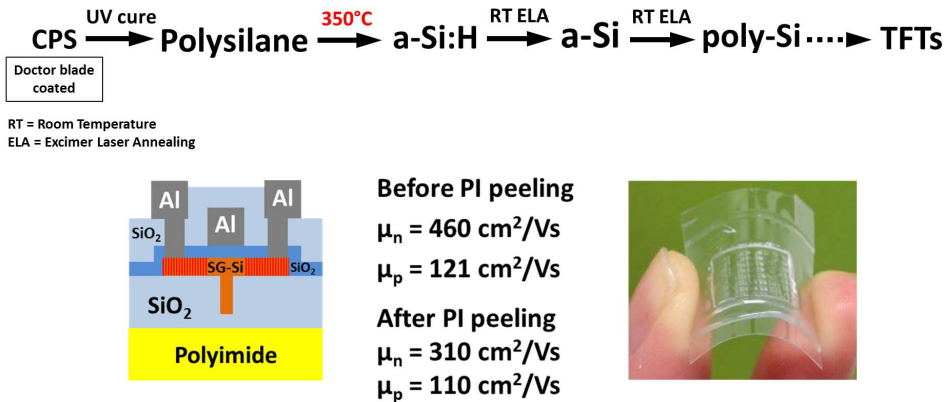 CPS UV cure Polysilane 350°C a-Si:H RT ELA a-Si RT ELA poly-Si TFTs
Doctor blade
coated
RT = Room Temperature
ELA = Excimer Laser Annealing
Al Al Al
SiO₂ SG-Si SiO₂
SiO₂
Polyimide
Before PI peeling
μₙ = 460 cm²/Vs
μₚ = 121 cm²/Vs
After PI peeling
μₙ = 310 cm²/Vs
μₚ = 110 cm²/Vs